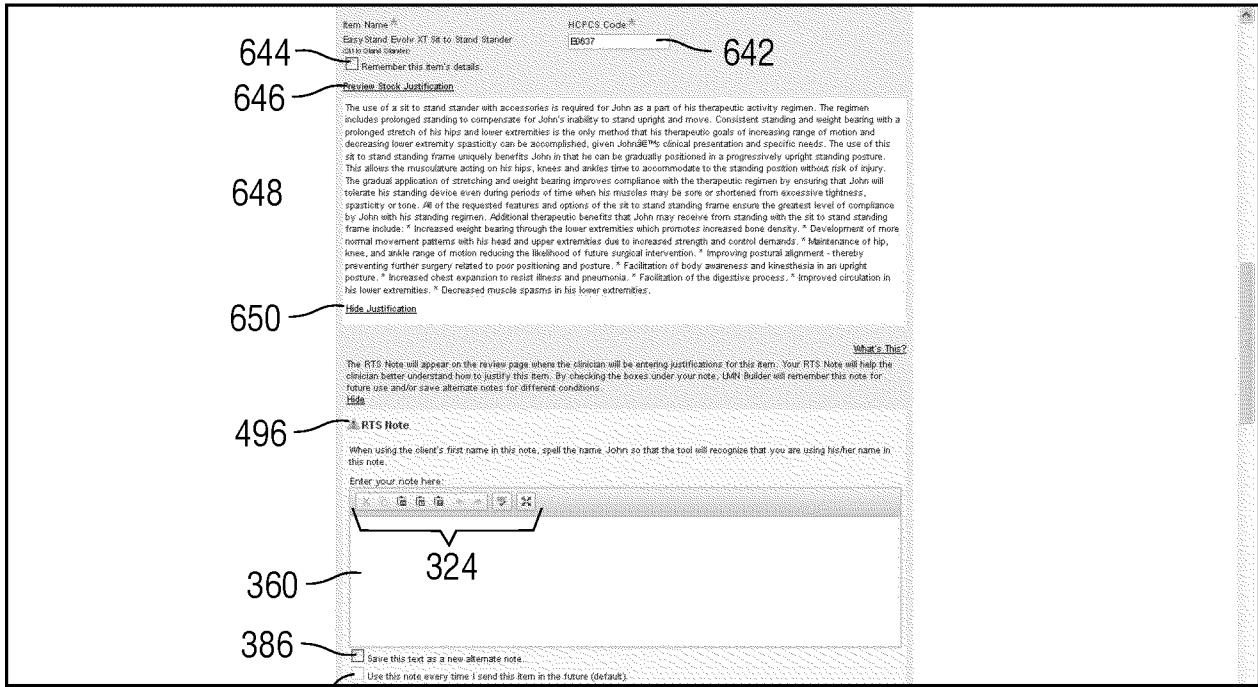 Item Name * HCPCS Code *
EasyStand Evolv XT Sit to Stand Stander E0637
(Sit to Stand Stander)
644 642
Remember this item's details.
646
Preview Stock Justification
The use of a sit to stand stander with accessories is required for John as a part of his therapeutic activity regimen. The regimen
includes prolonged standing to compensate for John's inability to stand upright and move. Consistent standing and weight bearing with a
prolonged stretch of his hips and lower extremities is the only method that his therapeutic goals of increasing range of motion and
decreasing lower extremity spasticity can be accomplished, given Johnâ€™s clinical presentation and specific needs. The use of this
sit to stand standing frame uniquely benefits John in that he can be gradually positioned in a progressively upright standing posture.
This allows the musculature acting on his hips, knees and ankles time to accommodate to the standing position without risk of injury.
648
The gradual application of stretching and weight bearing improves compliance with the therapeutic regimen by ensuring that John will
tolerate his standing device even during periods of time when his muscles may be sore or shortened from excessive tightness,
spasticity or tone. All of the requested features and options of the sit to stand standing frame ensure the greatest level of compliance
by John with his standing regimen. Additional therapeutic benefits that John may receive from standing with the sit to stand standing
frame include: * Increased weight bearing through the lower extremities which promotes increased bone density. * Development of more
normal movement patterns with his head and upper extremities due to increased strength and control demands. * Maintenance of hip,
knee, and ankle range of motion reducing the likelihood of future surgical intervention. * Improving postural alignment - thereby
preventing further surgery related to poor positioning and posture. * Facilitation of body awareness and kinesthesia in an upright
posture. * Increased chest expansion to resist illness and pneumonia. * Facilitation of the digestive process. * Improved circulation in
his lower extremities. * Decreased muscle spasms in his lower extremities.
650
Hide Justification
What's This?
The RTS Note will appear on the review page where the clinician will be entering justifications for this item. Your RTS Note will help the
clinician better understand how to justify this item. By checking the boxes under your note, LMN Builder will remember this note for
future use and/or save alternate notes for different conditions
Hide
496
RTS Note
When using the client's first name in this note, spell the name John so that the tool will recognize that you are using his/her name in
this note.
Enter your note here:
324
360
386
Save this text as a new alternate note.
Use this note every time I send this item in the future (default).